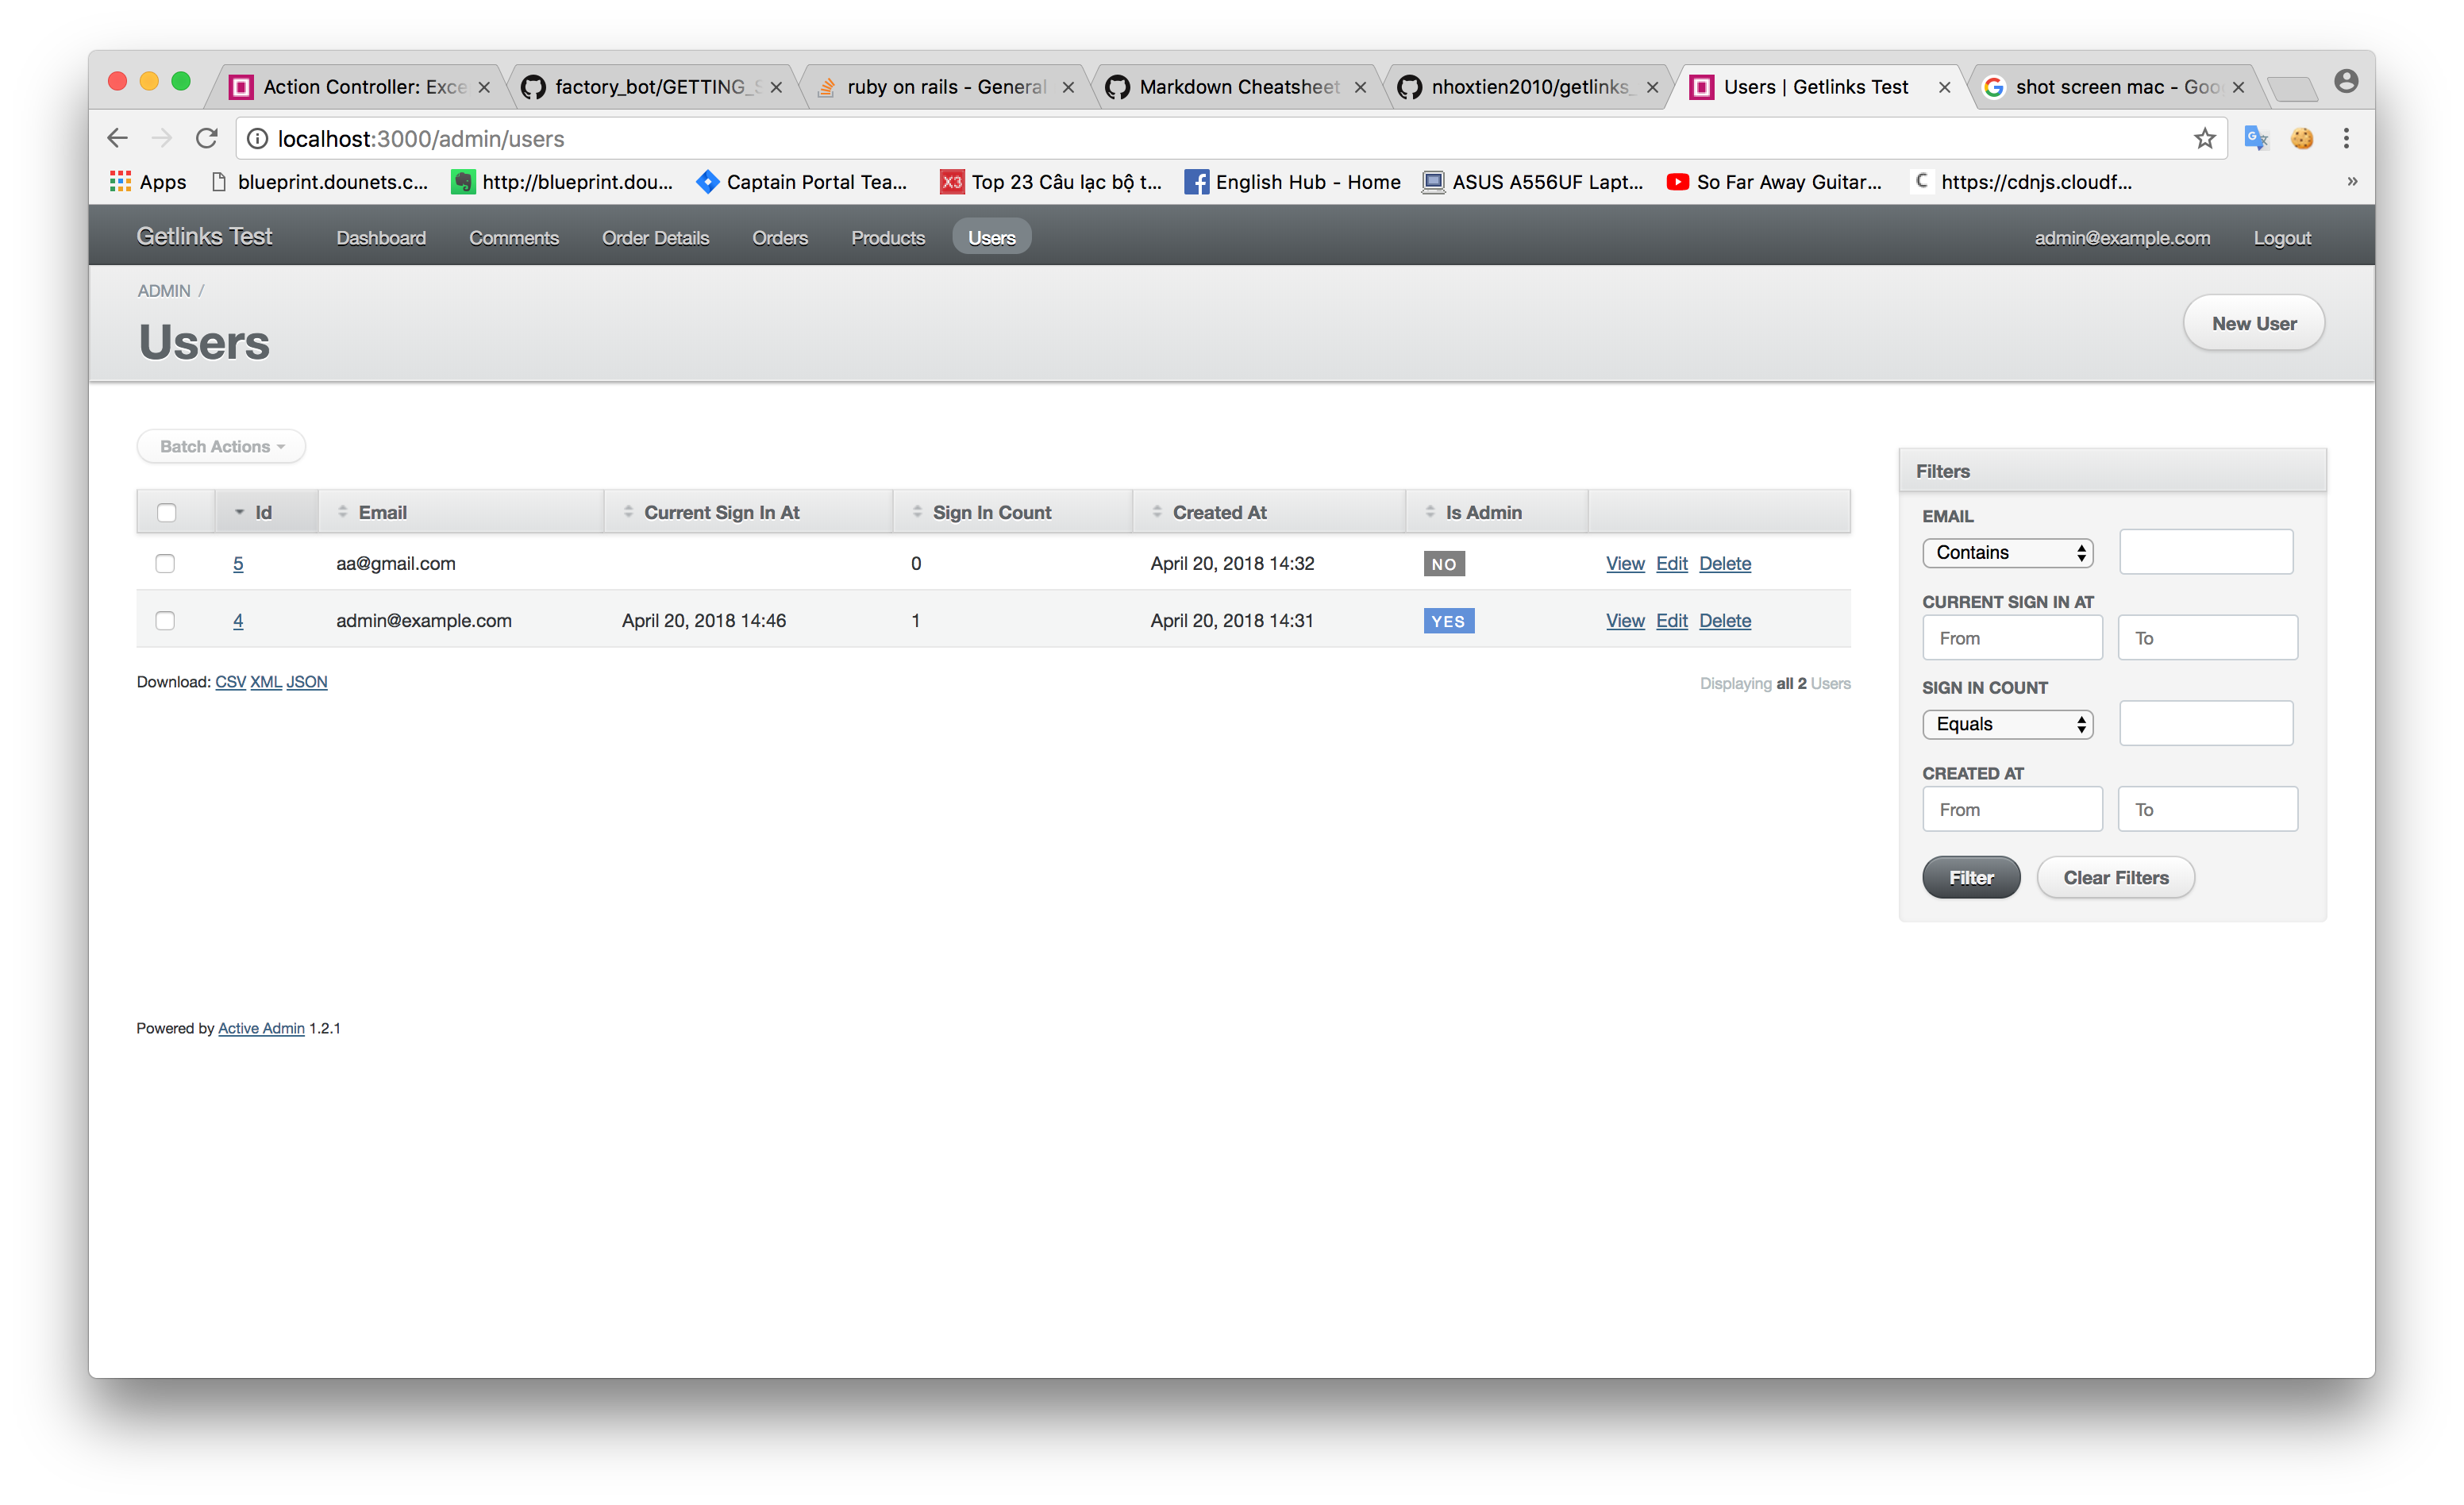 Action Controller: Exce
factory_bot/GETTING_S
ruby on rails - General
Markdown Cheatsheet
nhoxtien2010/getlinks_
Users | Getlinks Test
shot screen mac - Goo
localhost:3000/admin/users
Apps
blueprint.dounets.c...
http://blueprint.dou...
Captain Portal Tea...
X3 Top 23 Câu lạc bộ t...
English Hub - Home
ASUS A556UF Lapt...
So Far Away Guitar...
C https://cdnjs.cloudf...
»
Getlinks Test Dashboard Comments Order Details Orders Products Users admin@example.com Logout
ADMIN /
Users
New User
Batch Actions
Id Email Current Sign In At Sign In Count Created At Is Admin
5 aa@gmail.com 0 April 20, 2018 14:32 NO View Edit Delete
4 admin@example.com April 20, 2018 14:46 1 April 20, 2018 14:31 YES View Edit Delete
Download: CSV XML JSON
Displaying all 2 Users
Filters
EMAIL
Contains
CURRENT SIGN IN AT
From To
SIGN IN COUNT
Equals
CREATED AT
From To
Filter Clear Filters
Powered by Active Admin 1.2.1